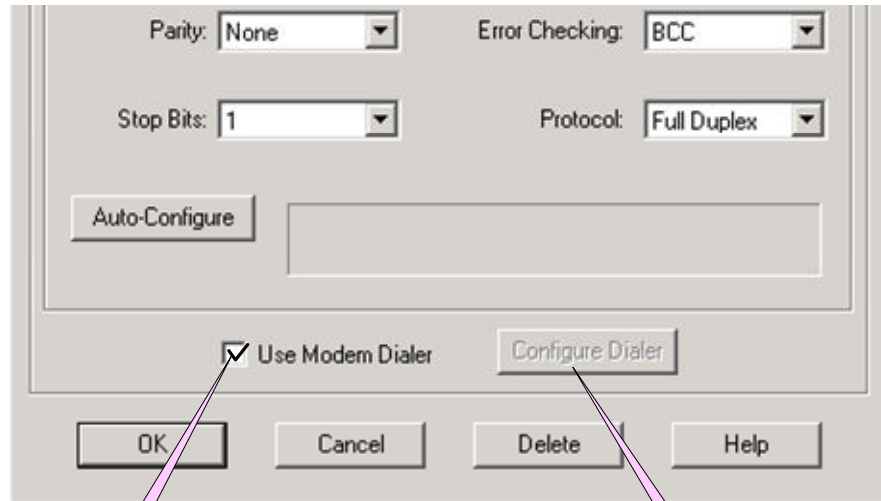 Parity: None Error Checking: BCC
Stop Bits: 1 Protocol: Full Duplex
Auto-Configure
Use Modem Dialer Configure Dialer
OK Cancel Delete Help